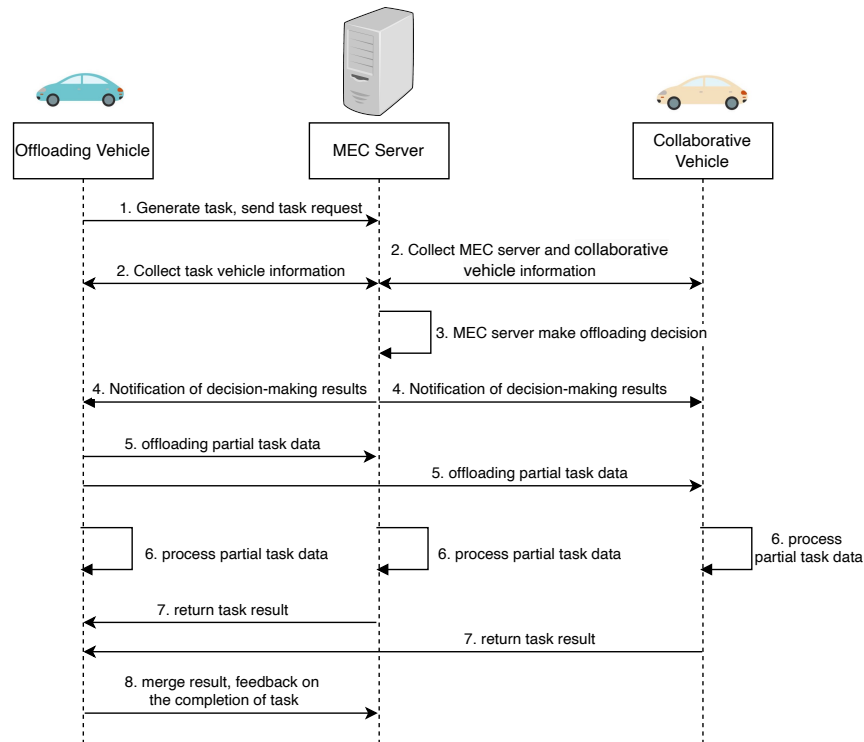 Offloading Vehicle
MEC Server
Collaborative
Vehicle
1. Generate task, send task request
2. Collect task vehicle information
2. Collect MEC server and collaborative
vehicle information
3. MEC server make offloading decision
4. Notification of decision-making results
4. Notification of decision-making results
5. offloading partial task data
5. offloading partial task data
6. process partial task data
6. process partial task data
6. process
partial task data
7. return task result
7. return task result
8. merge result, feedback on
the completion of task